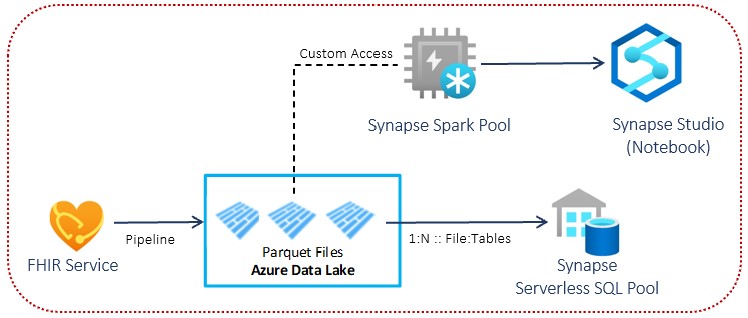 Custom Access
Synapse Spark Pool
Synapse Studio
(Notebook)
FHIR Service
Pipeline
Parquet Files
Azure Data Lake
1:N :: File:Tables
Synapse
Serverless SQL Pool